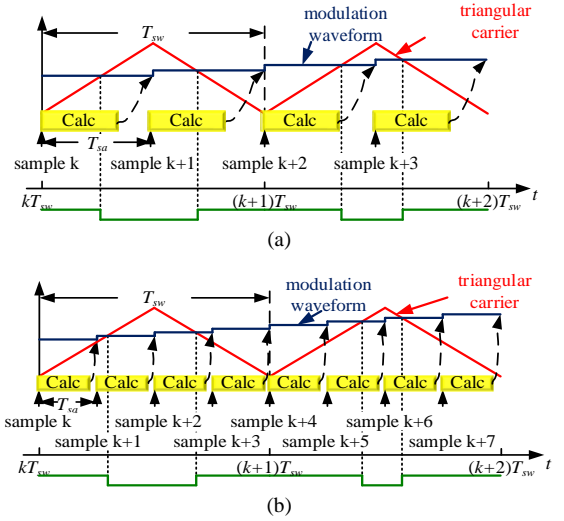 T_sw
modulation waveform
triangular carrier
Calc Calc Calc Calc
T_sa
sample k sample k+1 sample k+2 sample k+3
kT_sw (k+1)T_sw (k+2)T_sw t
(a)
T_sw
modulation waveform
triangular carrier
Calc Calc Calc Calc Calc Calc Calc Calc
T_sa
sample k sample k+2 sample k+4 sample k+6
sample k+1 sample k+3 sample k+5 sample k+7
kT_sw (k+1)T_sw (k+2)T_sw t
(b)